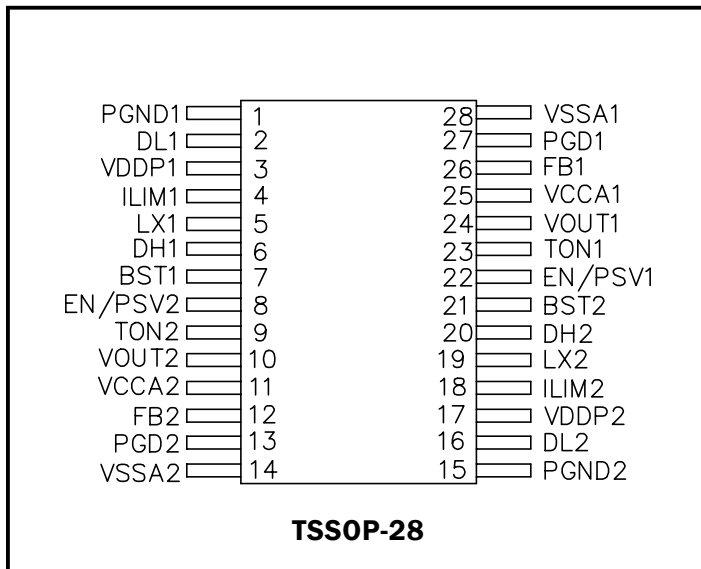 PGND1 1 28 VSSA1
DL1 2 27 PGD1
VDDP1 3 26 FB1
ILIM1 4 25 VCCA1
LX1 5 24 VOUT1
DH1 6 23 TON1
BST1 7 22 EN/PSV1
EN/PSV2 8 21 BST2
TON2 9 20 DH2
VOUT2 10 19 LX2
VCCA2 11 18 ILIM2
FB2 12 17 VDDP2
PGD2 13 16 DL2
VSSA2 14 15 PGND2
TSSOP-28